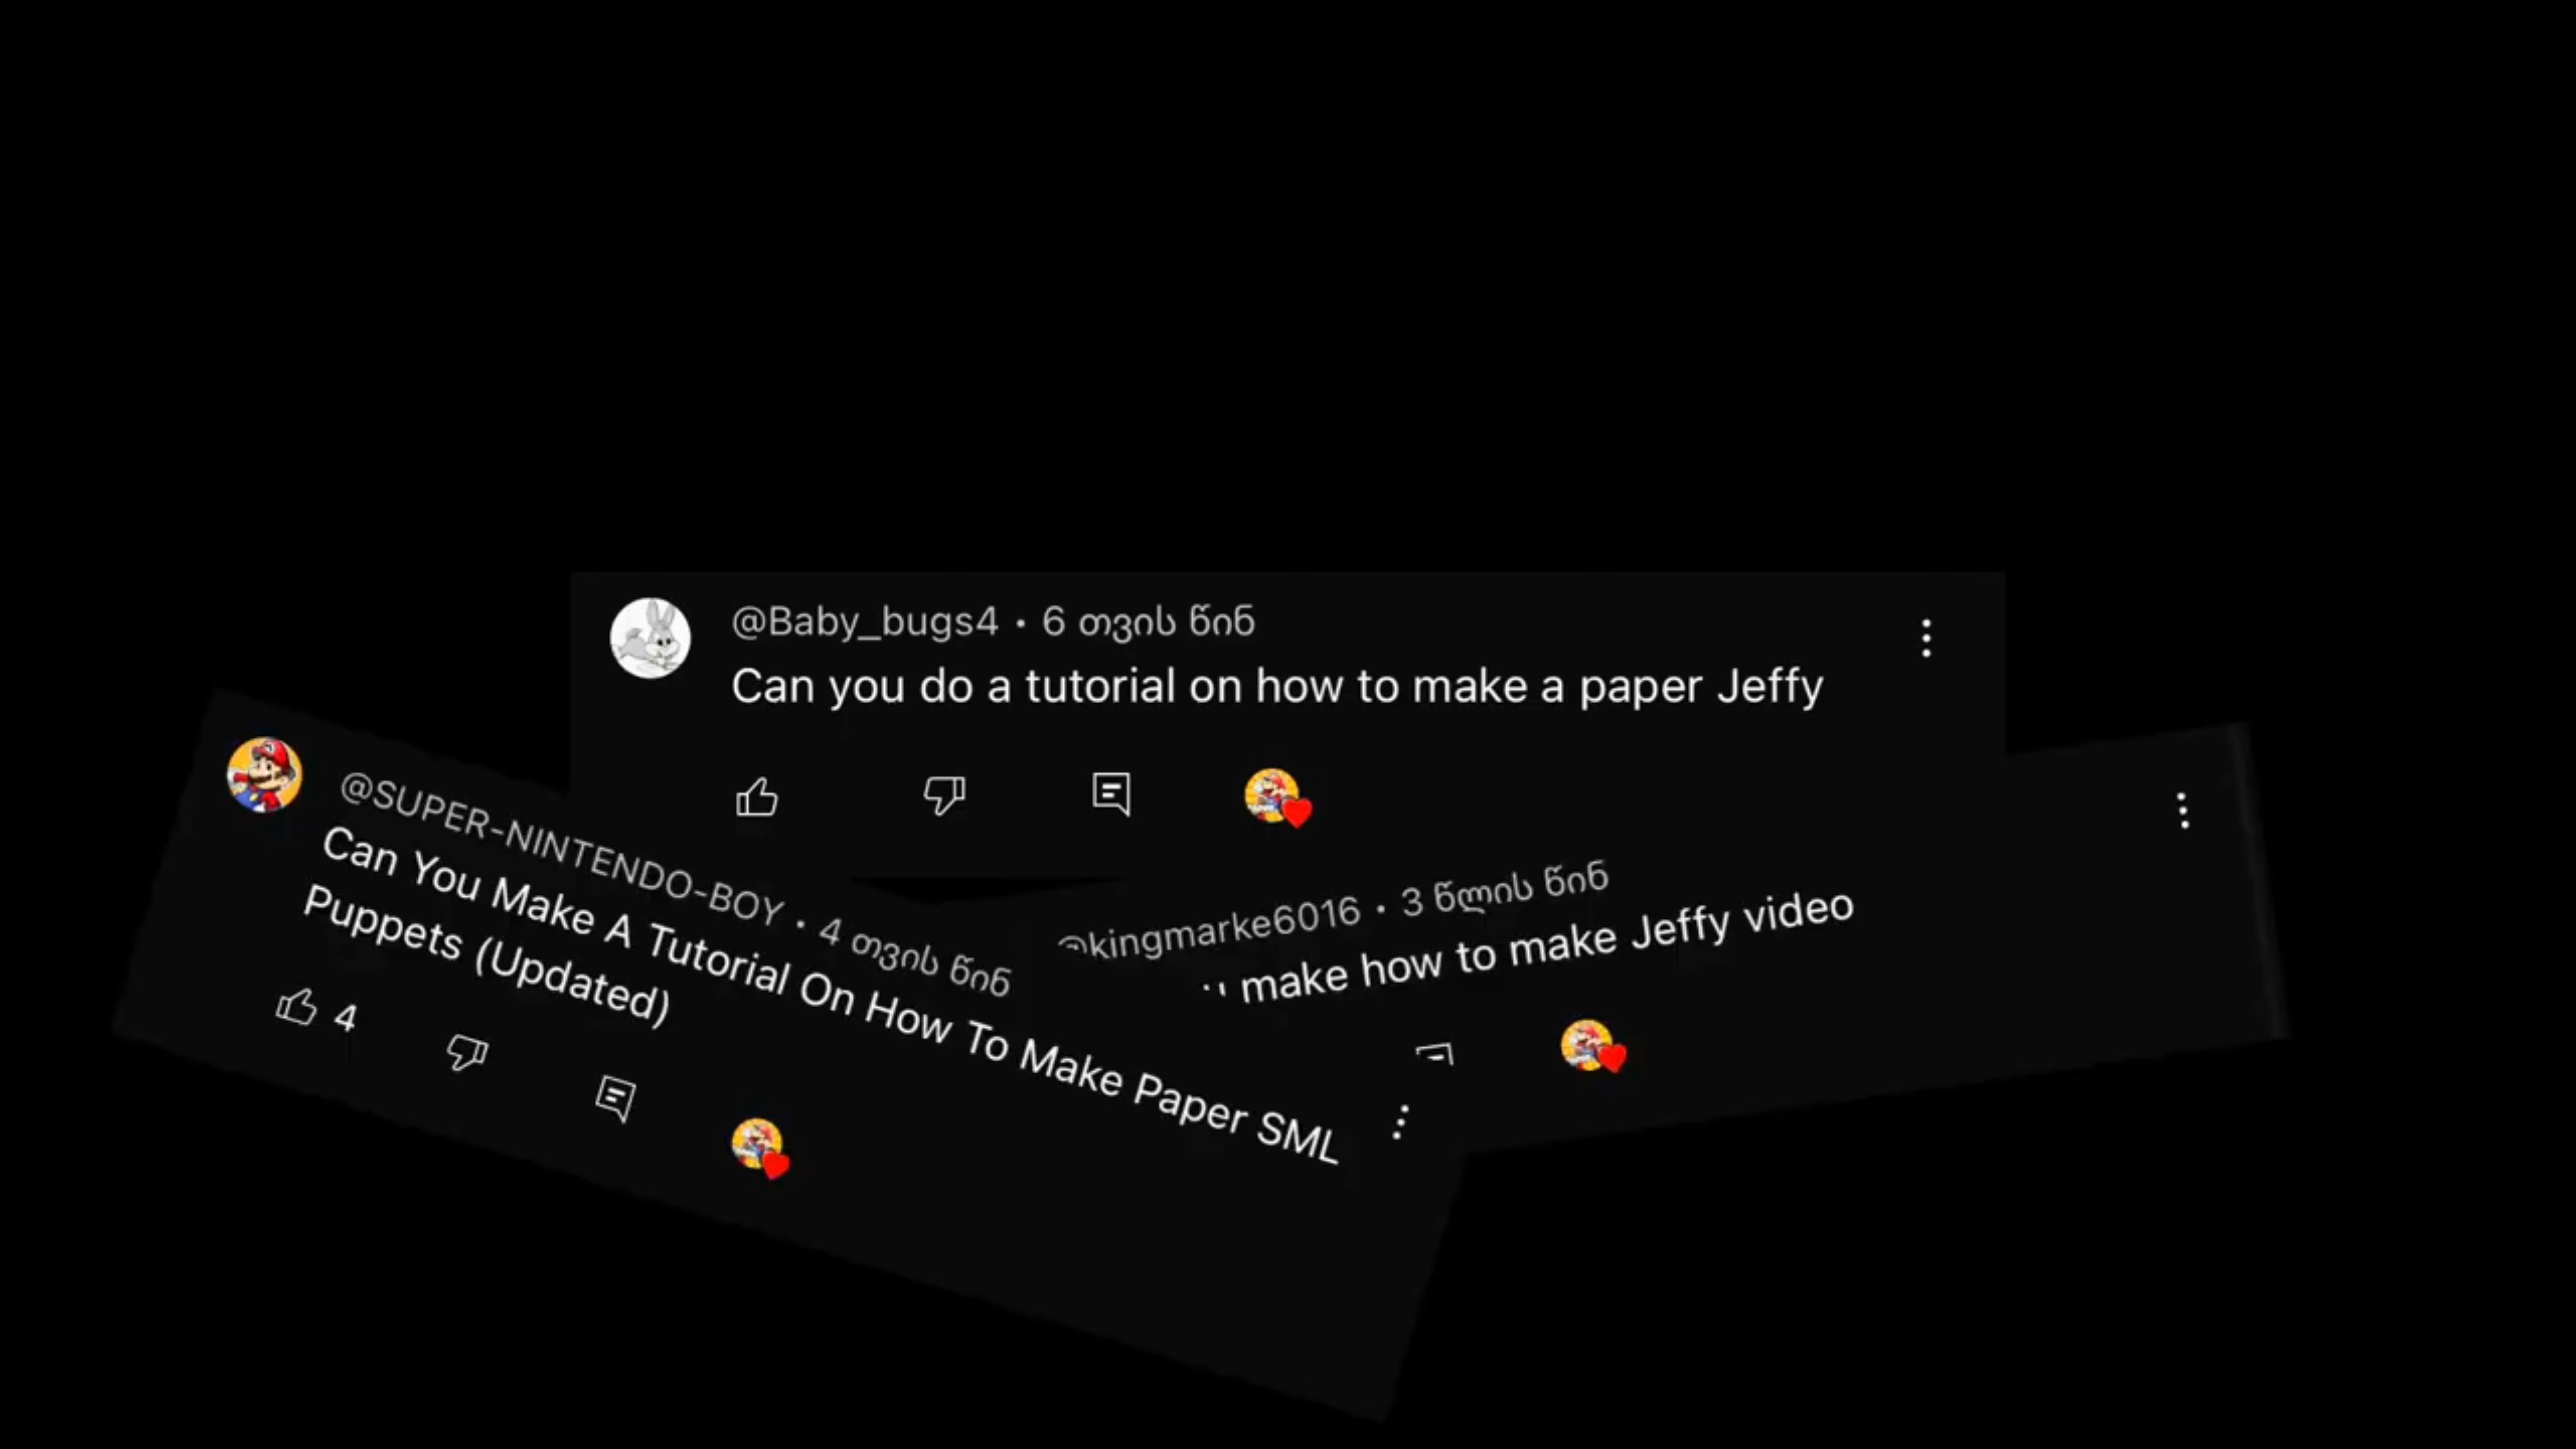 @Baby_bugs4 • 6 თვის წინ
Can you do a tutorial on how to make a paper Jeffy
@SUPER-NINTENDO-BOY • 4 თვის წინ
Can You Make A Tutorial On How To Make Paper SML
Puppets (Updated)
4
@kingmarke6016 • 3 წლის წინ
make how to make Jeffy video